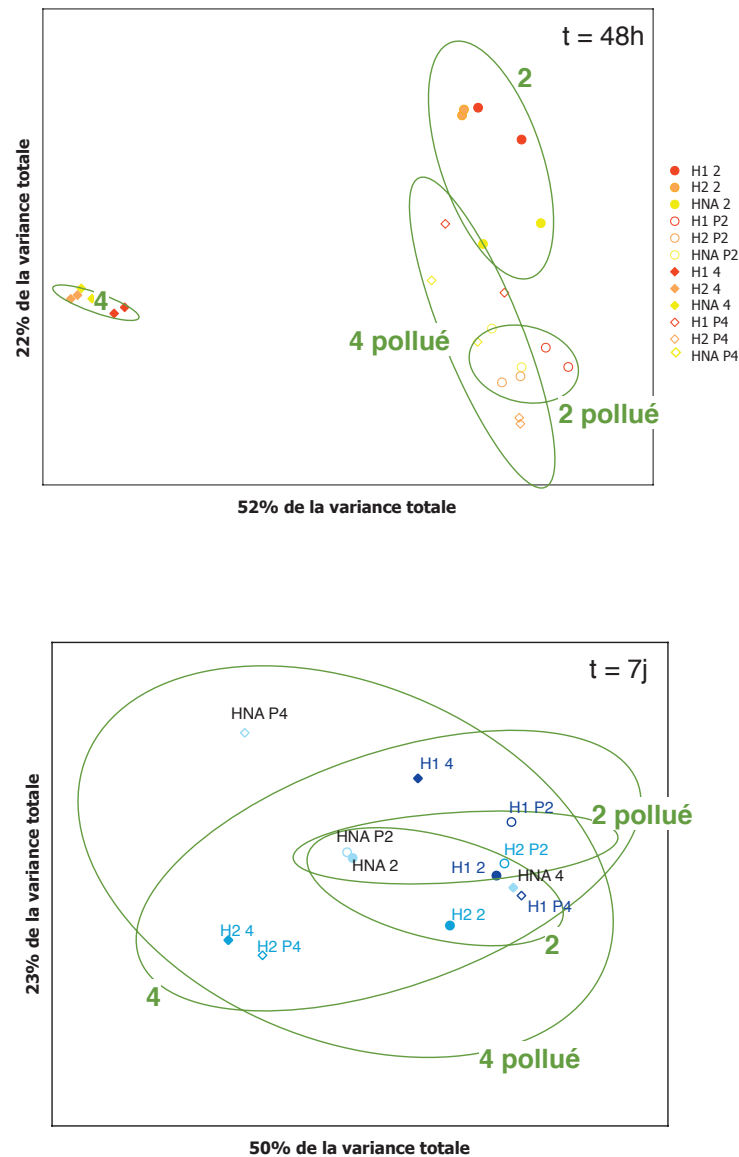 t = 48h
2
4
4 pollué
2 pollué
22% de la variance totale
52% de la variance totale
H1 2
H2 2
HNA 2
H1 P2
H2 P2
HNA P2
H1 4
H2 4
HNA 4
H1 P4
H2 P4
HNA P4
t = 7j
HNA P4
H1 4
H1 P2
2 pollué
HNA P2
HNA 2
H2 P2
H1 2
HNA 4
H1 P4
H2 2
H2 4
H2 P4
2
4
4 pollué
23% de la variance totale
50% de la variance totale